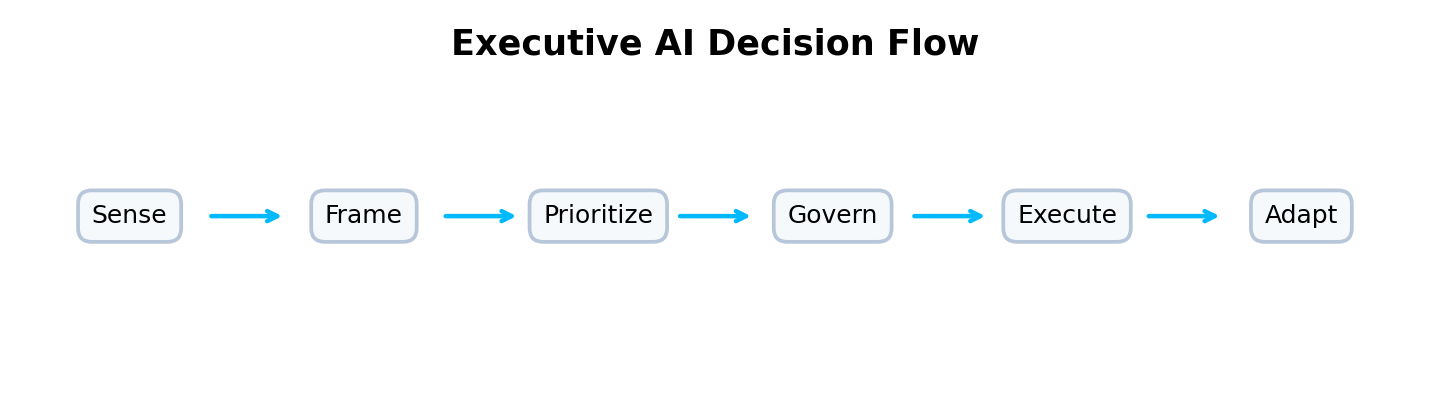 Executive AI Decision Flow
Sense
Frame
Prioritize
Govern
Execute
Adapt